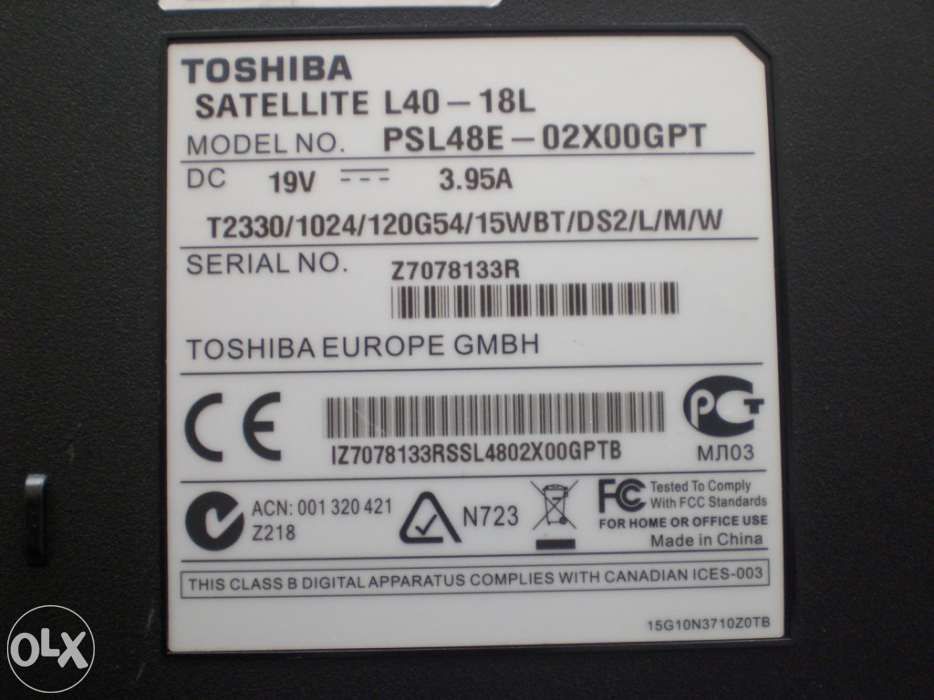 TOSHIBA
SATELLITE L40-18L
MODEL NO. PSL48E-02X00GPT
DC 19V 3.95A
T2330/1024/120G54/15WBT/DS2/L/M/W
SERIAL NO. Z7078133R
TOSHIBA EUROPE GMBH
CE
IZ7078133RSSL4802X00GPTB
PCT
МЛ03
ACN: 001 320 421
Z218
N723
FC Tested To Comply
With FCC Standards
FOR HOME OR OFFICE USE
Made in China
THIS CLASS B DIGITAL APPARATUS COMPLIES WITH CANADIAN ICES-003
15G10N3710Z0TB
OLX